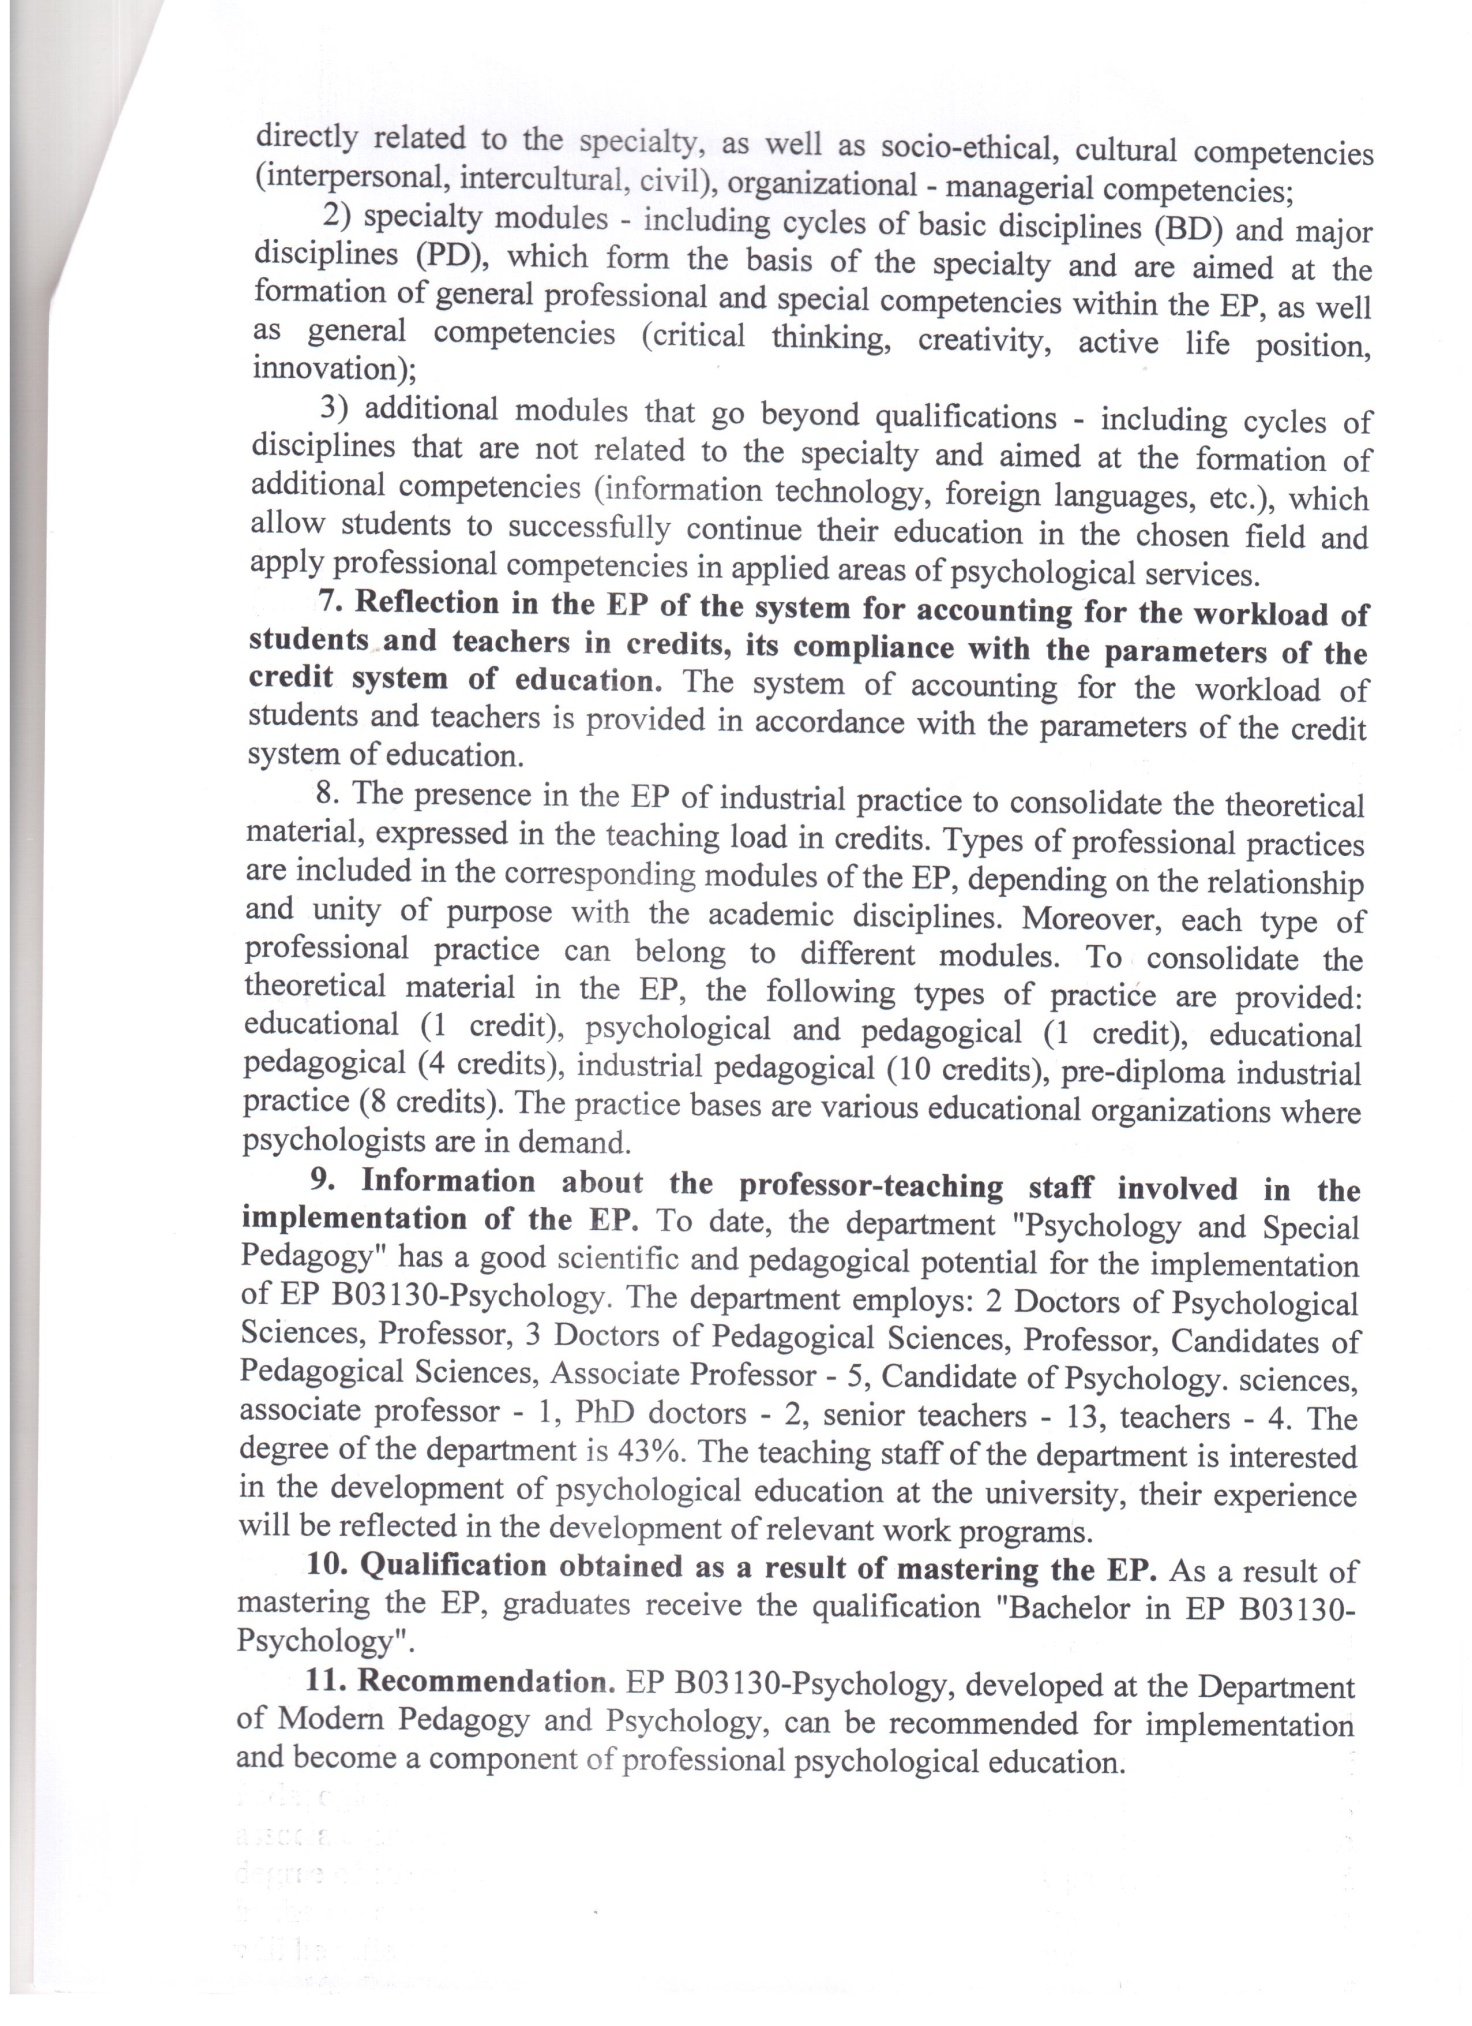 directly related to the specialty, as well as socio-ethical, cultural competencies
(interpersonal, intercultural, civil), organizational - managerial competencies;
2) specialty modules - including cycles of basic disciplines (BD) and major
disciplines (PD), which form the basis of the specialty and are aimed at the
formation of general professional and special competencies within the EP, as well
as general competencies (critical thinking, creativity, active life position,
innovation);
3) additional modules that go beyond qualifications - including cycles of
disciplines that are not related to the specialty and aimed at the formation of
additional competencies (information technology, foreign languages, etc.), which
allow students to successfully continue their education in the chosen field and
apply professional competencies in applied areas of psychological services.
7. Reflection in the EP of the system for accounting for the workload of
students and teachers in credits, its compliance with the parameters of the
credit system of education. The system of accounting for the workload of
students and teachers is provided in accordance with the parameters of the credit
system of education.
8. The presence in the EP of industrial practice to consolidate the theoretical
material, expressed in the teaching load in credits. Types of professional practices
are included in the corresponding modules of the EP, depending on the relationship
and unity of purpose with the academic disciplines. Moreover, each type of
professional practice can belong to different modules. To consolidate the
theoretical material in the EP, the following types of practice are provided:
educational (1 credit), psychological and pedagogical (1 credit), educational
pedagogical (4 credits), industrial pedagogical (10 credits), pre-diploma industrial
practice (8 credits). The practice bases are various educational organizations where
psychologists are in demand.
9. Information about the professor-teaching staff involved in the
implementation of the EP. To date, the department "Psychology and Special
Pedagogy" has a good scientific and pedagogical potential for the implementation
of EP B03130-Psychology. The department employs: 2 Doctors of Psychological
Sciences, Professor, 3 Doctors of Pedagogical Sciences, Professor, Candidates of
Pedagogical Sciences, Associate Professor - 5, Candidate of Psychology. sciences,
associate professor - 1, PhD doctors - 2, senior teachers - 13, teachers - 4. The
degree of the department is 43%. The teaching staff of the department is interested
in the development of psychological education at the university, their experience
will be reflected in the development of relevant work programs.
10. Qualification obtained as a result of mastering the EP. As a result of
mastering the EP, graduates receive the qualification "Bachelor in EP B03130-
Psychology".
11. Recommendation. EP B03130-Psychology, developed at the Department
of Modern Pedagogy and Psychology, can be recommended for implementation
and become a component of professional psychological education.